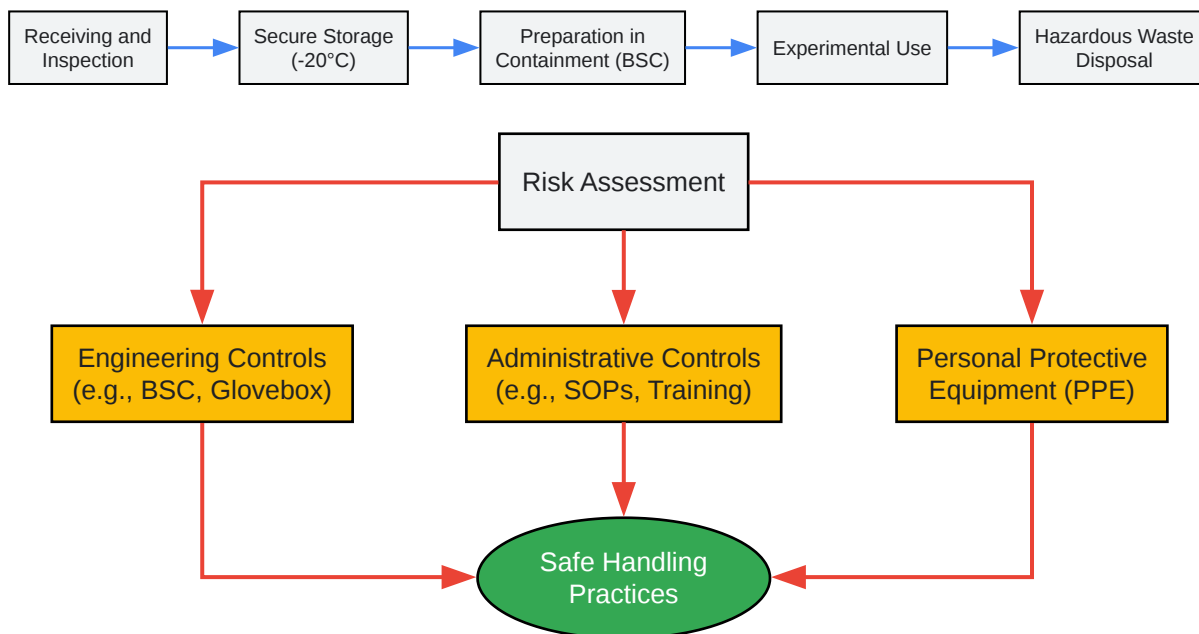 Receiving and
Inspection
Secure Storage
(-20°C)
Preparation in
Containment (BSC)
Experimental Use
Hazardous Waste
Disposal
Risk Assessment
Engineering Controls
(e.g., BSC, Glovebox)
Administrative Controls
(e.g., SOPs, Training)
Personal Protective
Equipment (PPE)
Safe Handling
Practices